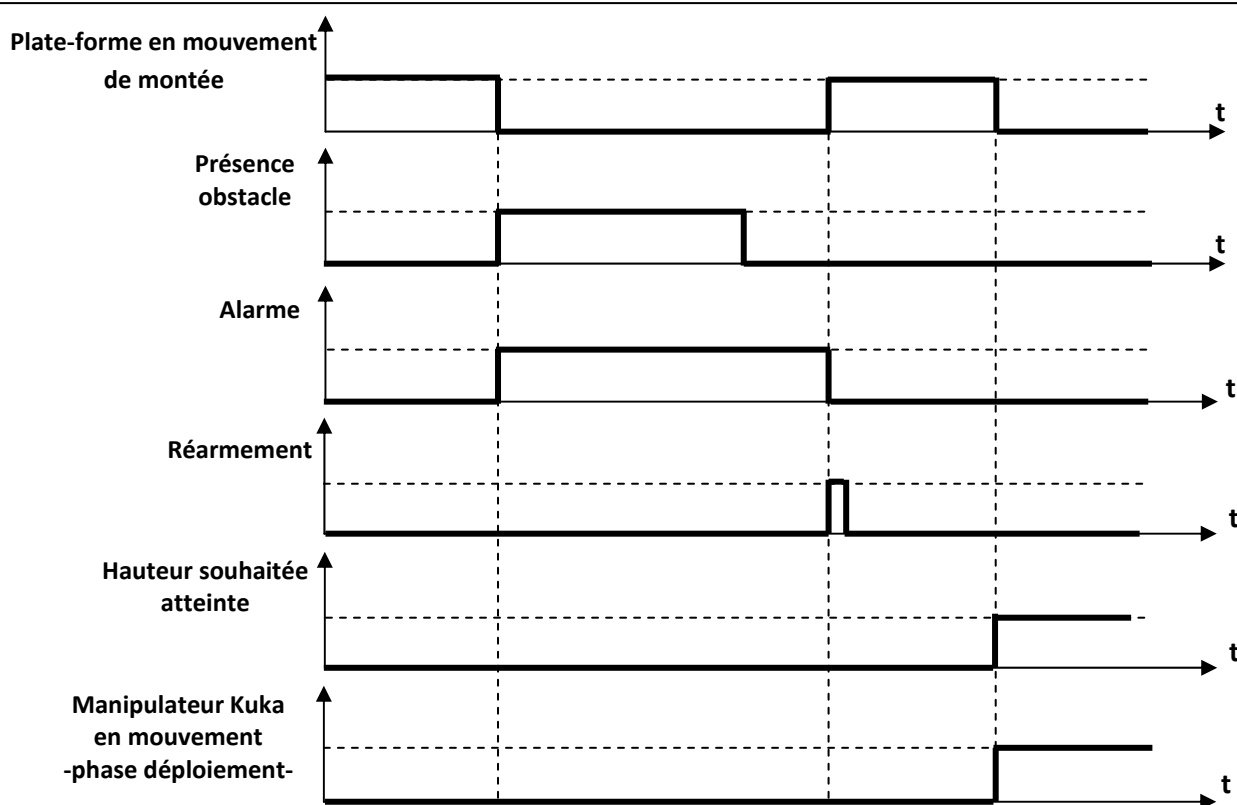 Plate-forme en mouvement
de montée
t
Présence
obstacle
t
Alarme
t
Réarmement
t
Hauteur souhaitée
atteinte
t
Manipulateur Kuka
en mouvement
-phase déploiement-
t